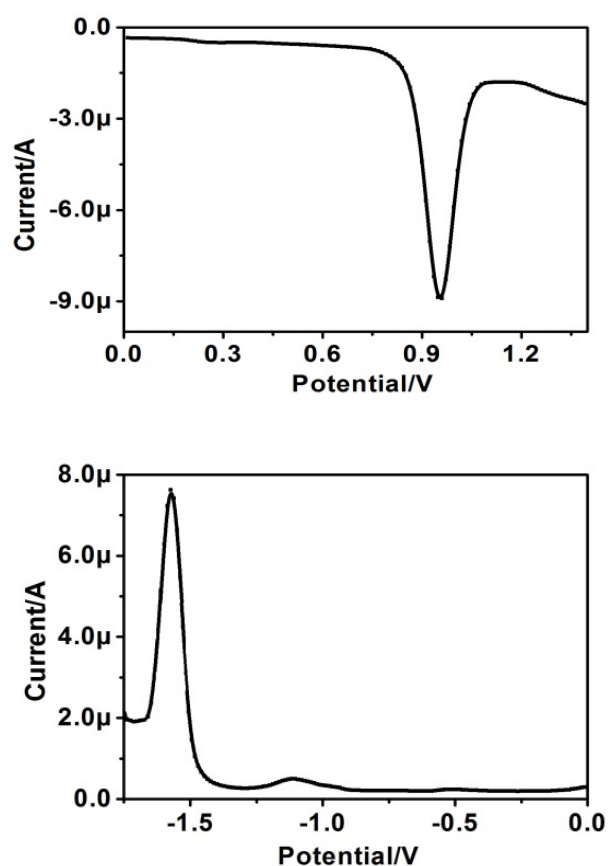 0.0
-3.0μ
-6.0μ
-9.0μ
Current/A
0.0 0.3 0.6 0.9 1.2
Potential/V
8.0μ
6.0μ
4.0μ
2.0μ
0.0
Current/A
-1.5 -1.0 -0.5 0.0
Potential/V